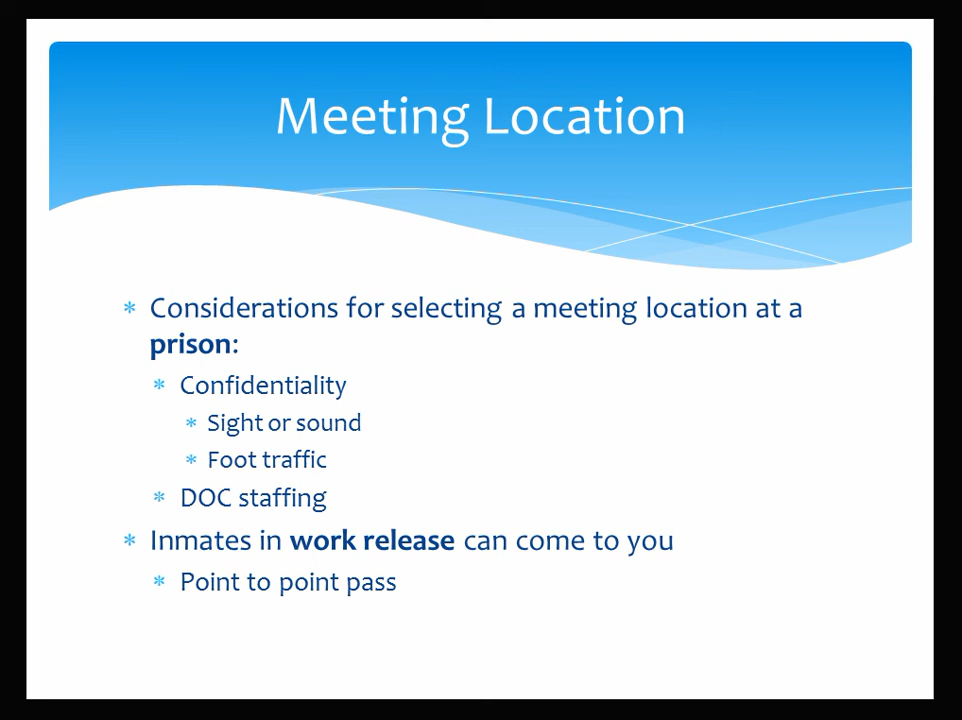 Meeting Location
* Considerations for selecting a meeting location at a
prison:
* Confidentiality
* Sight or sound
* Foot traffic
* DOC staffing
* Inmates in work release can come to you
* Point to point pass